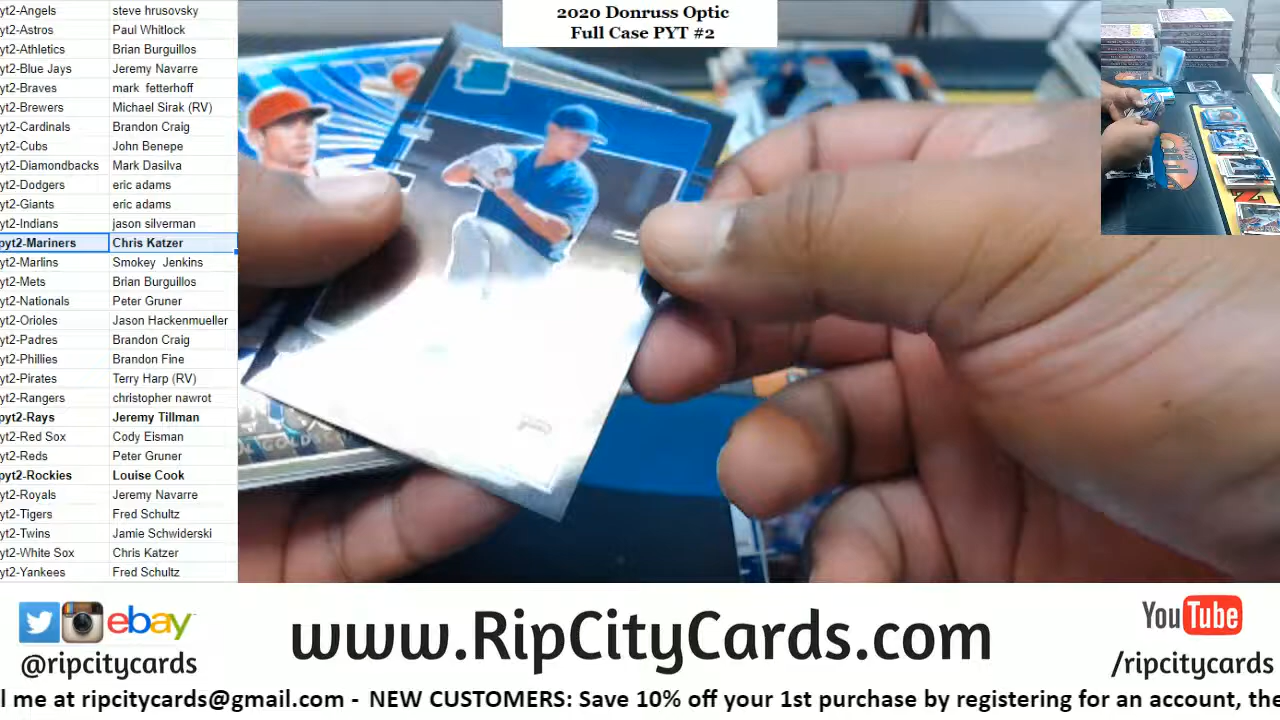 2020 Donruss Optic
Full Case PYT #2
yt2-Angels steve hrusovsky
yt2-Astros Paul Whitlock
yt2-Athletics Brian Burguillos
yt2-Blue Jays Jeremy Navarre
yt2-Braves mark fetterhoff
yt2-Brewers Michael Sirak (RV)
yt2-Cardinals Brandon Craig
yt2-Cubs John Benepe
yt2-Diamondbacks Mark Dasilva
yt2-Dodgers eric adams
yt2-Giants eric adams
yt2-Indians jason silverman
pyt2-Mariners Chris Katzer
yt2-Marlins Smokey Jenkins
yt2-Mets Brian Burguillos
yt2-Nationals Peter Gruner
yt2-Orioles Jason Hackenmueller
yt2-Padres Brandon Craig
yt2-Phillies Brandon Fine
yt2-Pirates Terry Harp (RV)
yt2-Rangers christopher nawrot
pyt2-Rays Jeremy Tillman
yt2-Red Sox Cody Elsman
yt2-Reds Peter Gruner
pyt2-Rockies Louise Cook
yt2-Royals Jeremy Navarre
yt2-Tigers Fred Schultz
yt2-Twins Jamie Schwiderski
yt2-White Sox Chris Katzer
yt2-Yankees Fred Schultz
ebay
@ripcitycards
www.RipCityCards.com
YouTube
/ripcitycards
l me at ripcitycards@gmail.com - NEW CUSTOMERS: Save 10% off your 1st purchase by registering for an account, the